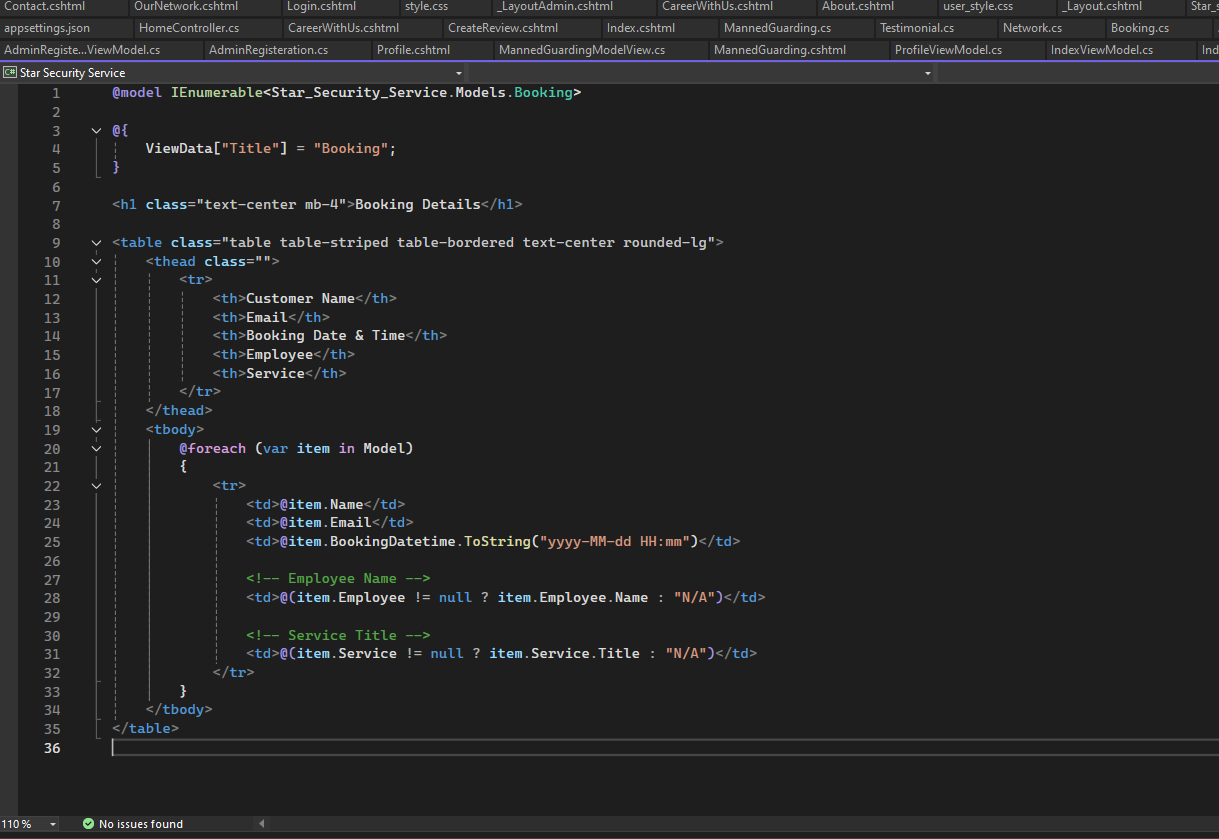 Contact.cshtml OurNetwork.cshtml Login.cshtml style.css _LayoutAdmin.cshtml CareerWithUs.cshtml About.cshtml user_style.css _Layout.cshtml Star_s
appsettings.json HomeController.cs CareerWithUs.cshtml CreateReview.cshtml Index.cshtml MannedGuarding.cs Testimonial.cs Network.cs Booking.cs
AdminRegiste...ViewModel.cs AdminRegisteration.cs Profile.cshtml MannedGuardingModelView.cs MannedGuarding.cshtml ProfileViewModel.cs IndexViewModel.cs Ind
C# Star Security Service
1 @model IEnumerable<Star_Security_Service.Models.Booking>
2
3 @{
4 ViewData["Title"] = "Booking";
5 }
6
7 <h1 class="text-center mb-4">Booking Details</h1>
8
9 <table class="table table-striped table-bordered text-center rounded-lg">
10 <thead class="">
11 <tr>
12 <th>Customer Name</th>
13 <th>Email</th>
14 <th>Booking Date & Time</th>
15 <th>Employee</th>
16 <th>Service</th>
17 </tr>
18 </thead>
19 <tbody>
20 @foreach (var item in Model)
21 {
22 <tr>
23 <td>@item.Name</td>
24 <td>@item.Email</td>
25 <td>@item.BookingDatetime.ToString("yyyy-MM-dd HH:mm")</td>
26
27 <!-- Employee Name -->
28 <td>@(item.Employee != null ? item.Employee.Name : "N/A")</td>
29
30 <!-- Service Title -->
31 <td>@(item.Service != null ? item.Service.Title : "N/A")</td>
32 </tr>
33 }
34 </tbody>
35 </table>
36
110 % No issues found